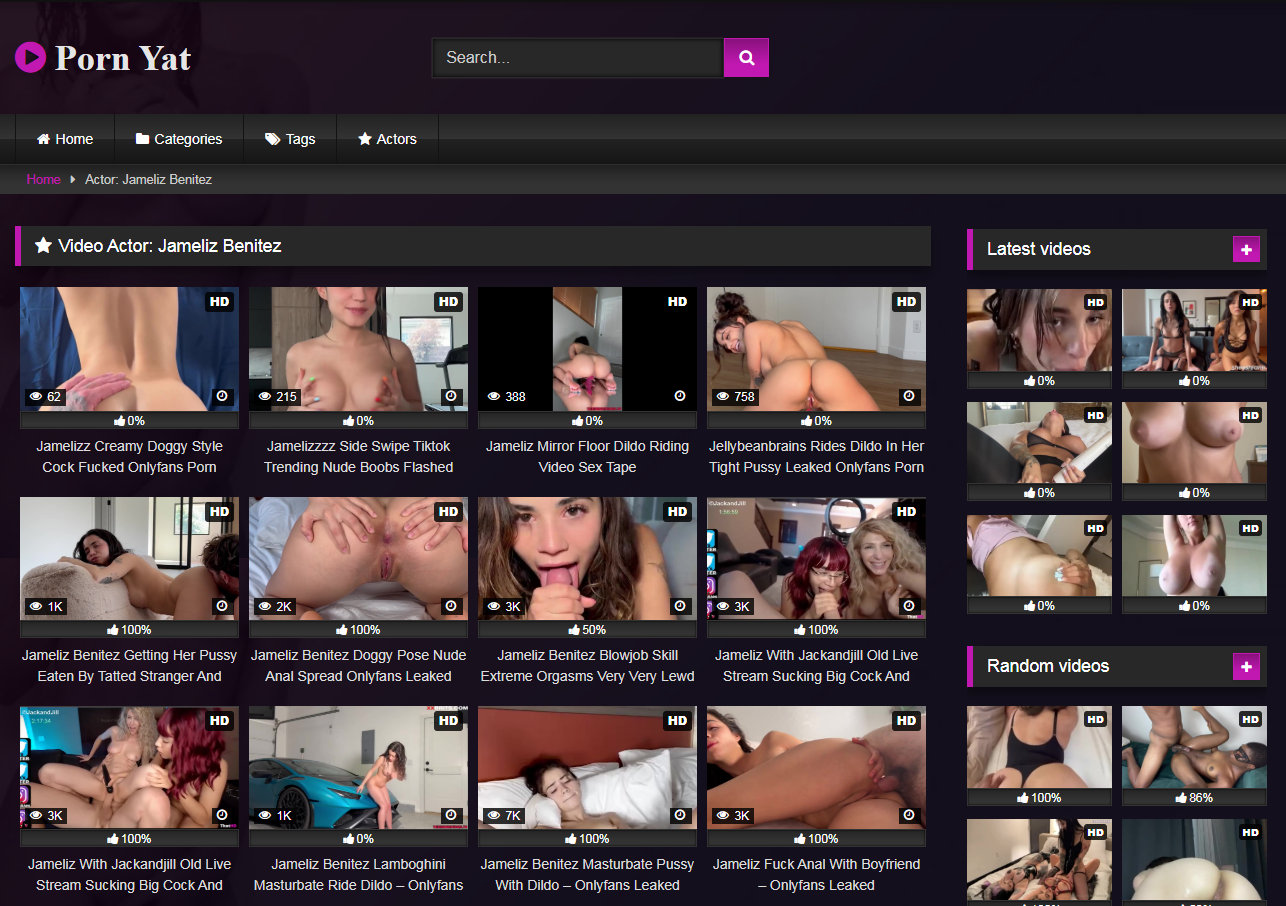 Porn Yat
Search...
Home
Categories
Tags
Actors
Home
Actor: Jameliz Benitez
Video Actor: Jameliz Benitez
HD
62
0%
Jamelizz Creamy Doggy Style
Cock Fucked Onlyfans Porn
HD
215
0%
Jamelizzzz Side Swipe Tiktok
Trending Nude Boobs Flashed
HD
388
0%
Jameliz Mirror Floor Dildo Riding
Video Sex Tape
HD
758
0%
Jellybeanbrains Rides Dildo In Her
Tight Pussy Leaked Onlyfans Porn
HD
1K
100%
Jameliz Benitez Getting Her Pussy
Eaten By Tatted Stranger And
HD
2K
100%
Jameliz Benitez Doggy Pose Nude
Anal Spread Onlyfans Leaked
HD
3K
50%
Jameliz Benitez Blowjob Skill
Extreme Orgasms Very Very Lewd
©JackandJill
1:56:59
HD
3K
100%
Jameliz With Jackandjill Old Live
Stream Sucking Big Cock And
©JackandJill
2:17:34
HD
3K
100%
Jameliz With Jackandjill Old Live
Stream Sucking Big Cock And
HD
1K
0%
Jameliz Benitez Lamboghini
Masturbate Ride Dildo – Onlyfans
HD
7K
100%
Jameliz Benitez Masturbate Pussy
With Dildo – Onlyfans Leaked
HD
3K
100%
Jameliz Fuck Anal With Boyfriend
– Onlyfans Leaked
Latest videos
HD
0%
HD
0%
HD
0%
HD
0%
HD
0%
HD
0%
Random videos
HD
100%
HD
86%
HD
HD